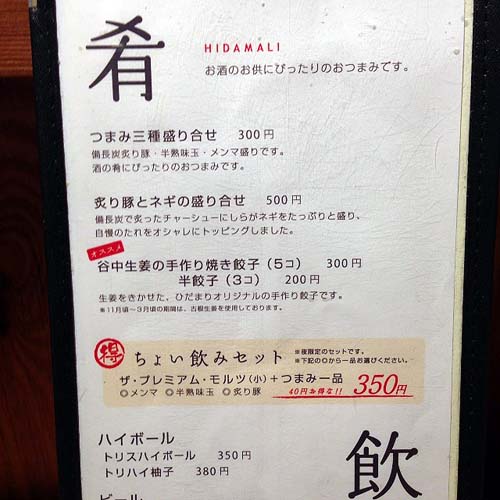 肴
HIDAMALI
お酒のお供にぴったりのおつまみです。
つまみ三種盛り合せ 300円
備長炭炙り豚・半熟味玉・メンマ盛りです。
酒の肴にぴったりのおつまみです。
炙り豚とネギの盛り合せ 500円
備長炭で炙ったチャーシューにしらがネギをたっぷりと盛り、
自慢のたれをオシャレにトッピングしました。
オススメ
谷中生姜の手作り焼き餃子(5コ) 300円
半餃子(3コ) 200円
生姜をきかせた、ひだまりオリジナルの手作り餃子です。
※11月頃~3月頃の期間は、古根生姜を使用しております。
得 ちょい飲みセット
※夜限定のセットです。
※下記の◎から一品お選びください。
ザ・プレミアム・モルツ(小)+つまみ一品 350円
◎メンマ ◎半熟味玉 ◎炙り豚 40円お得な!!
ハイボール
トリスハイボール 350円
トリハイ柚子 380円
飲
ビール